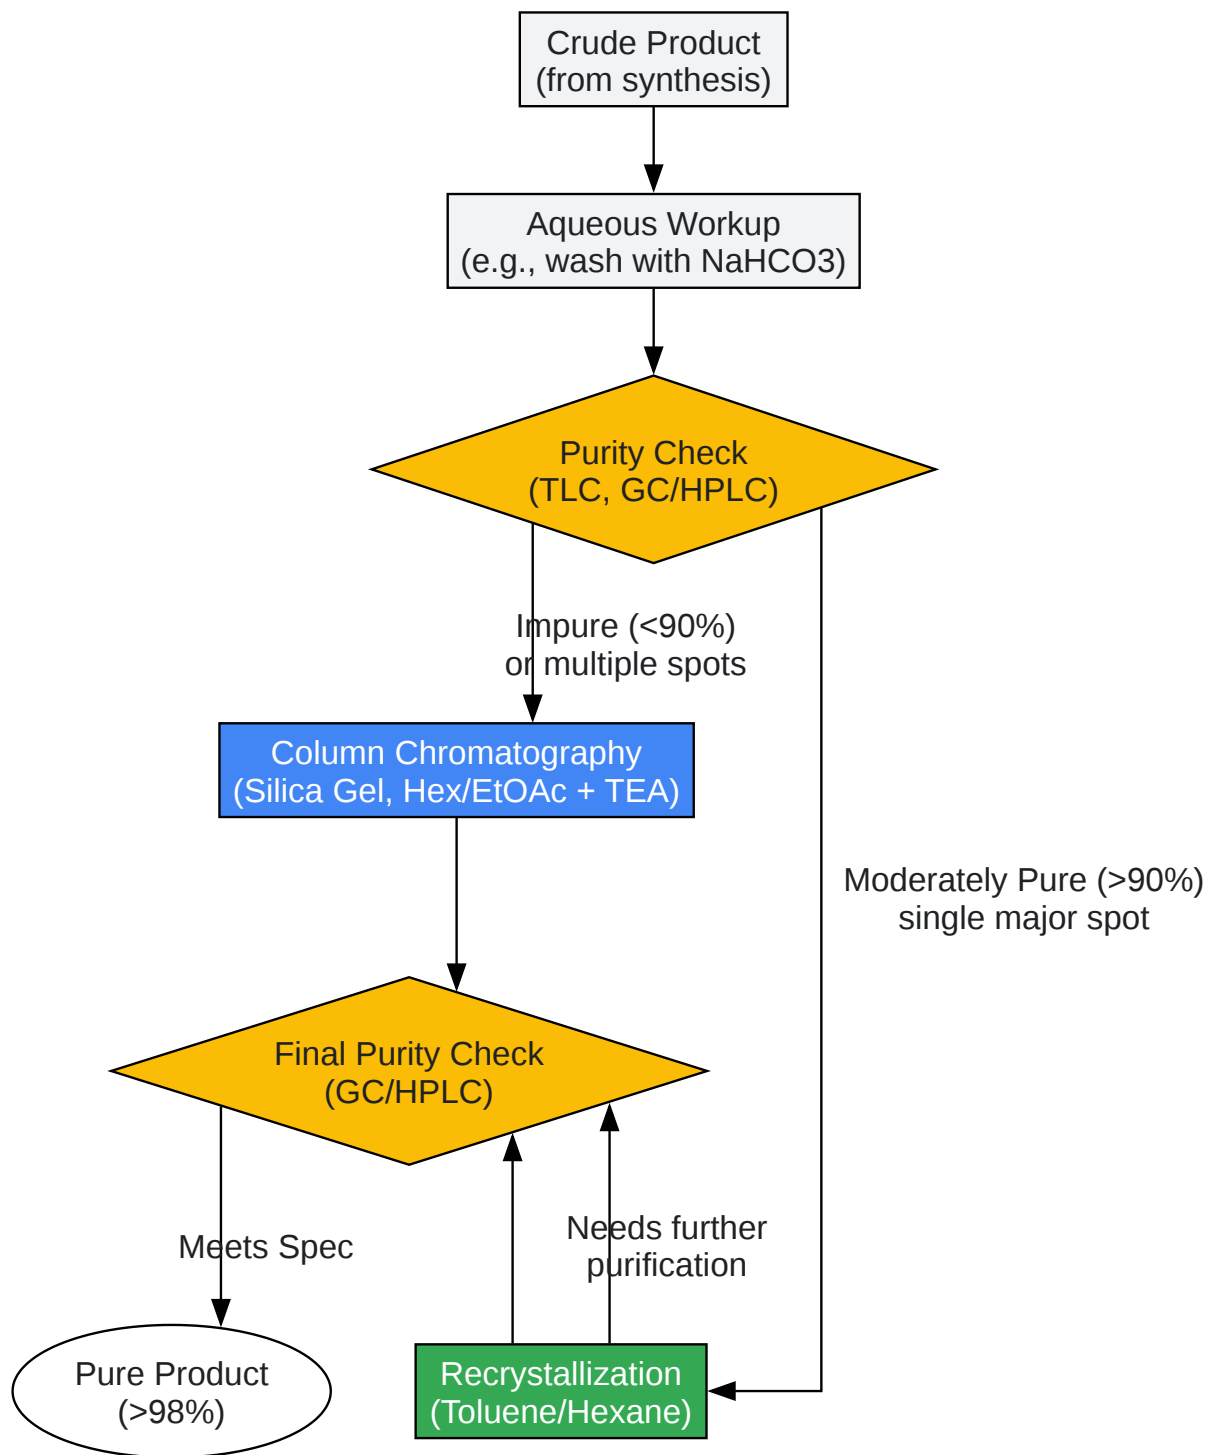 Crude Product
(from synthesis)
Aqueous Workup
(e.g., wash with NaHCO3)
Purity Check
(TLC, GC/HPLC)
Impure (<90%)
or multiple spots
Column Chromatography
(Silica Gel, Hex/EtOAc + TEA)
Moderately Pure (>90%)
single major spot
Final Purity Check
(GC/HPLC)
Meets Spec
Needs further
purification
Pure Product
(>98%)
Recrystallization
(Toluene/Hexane)